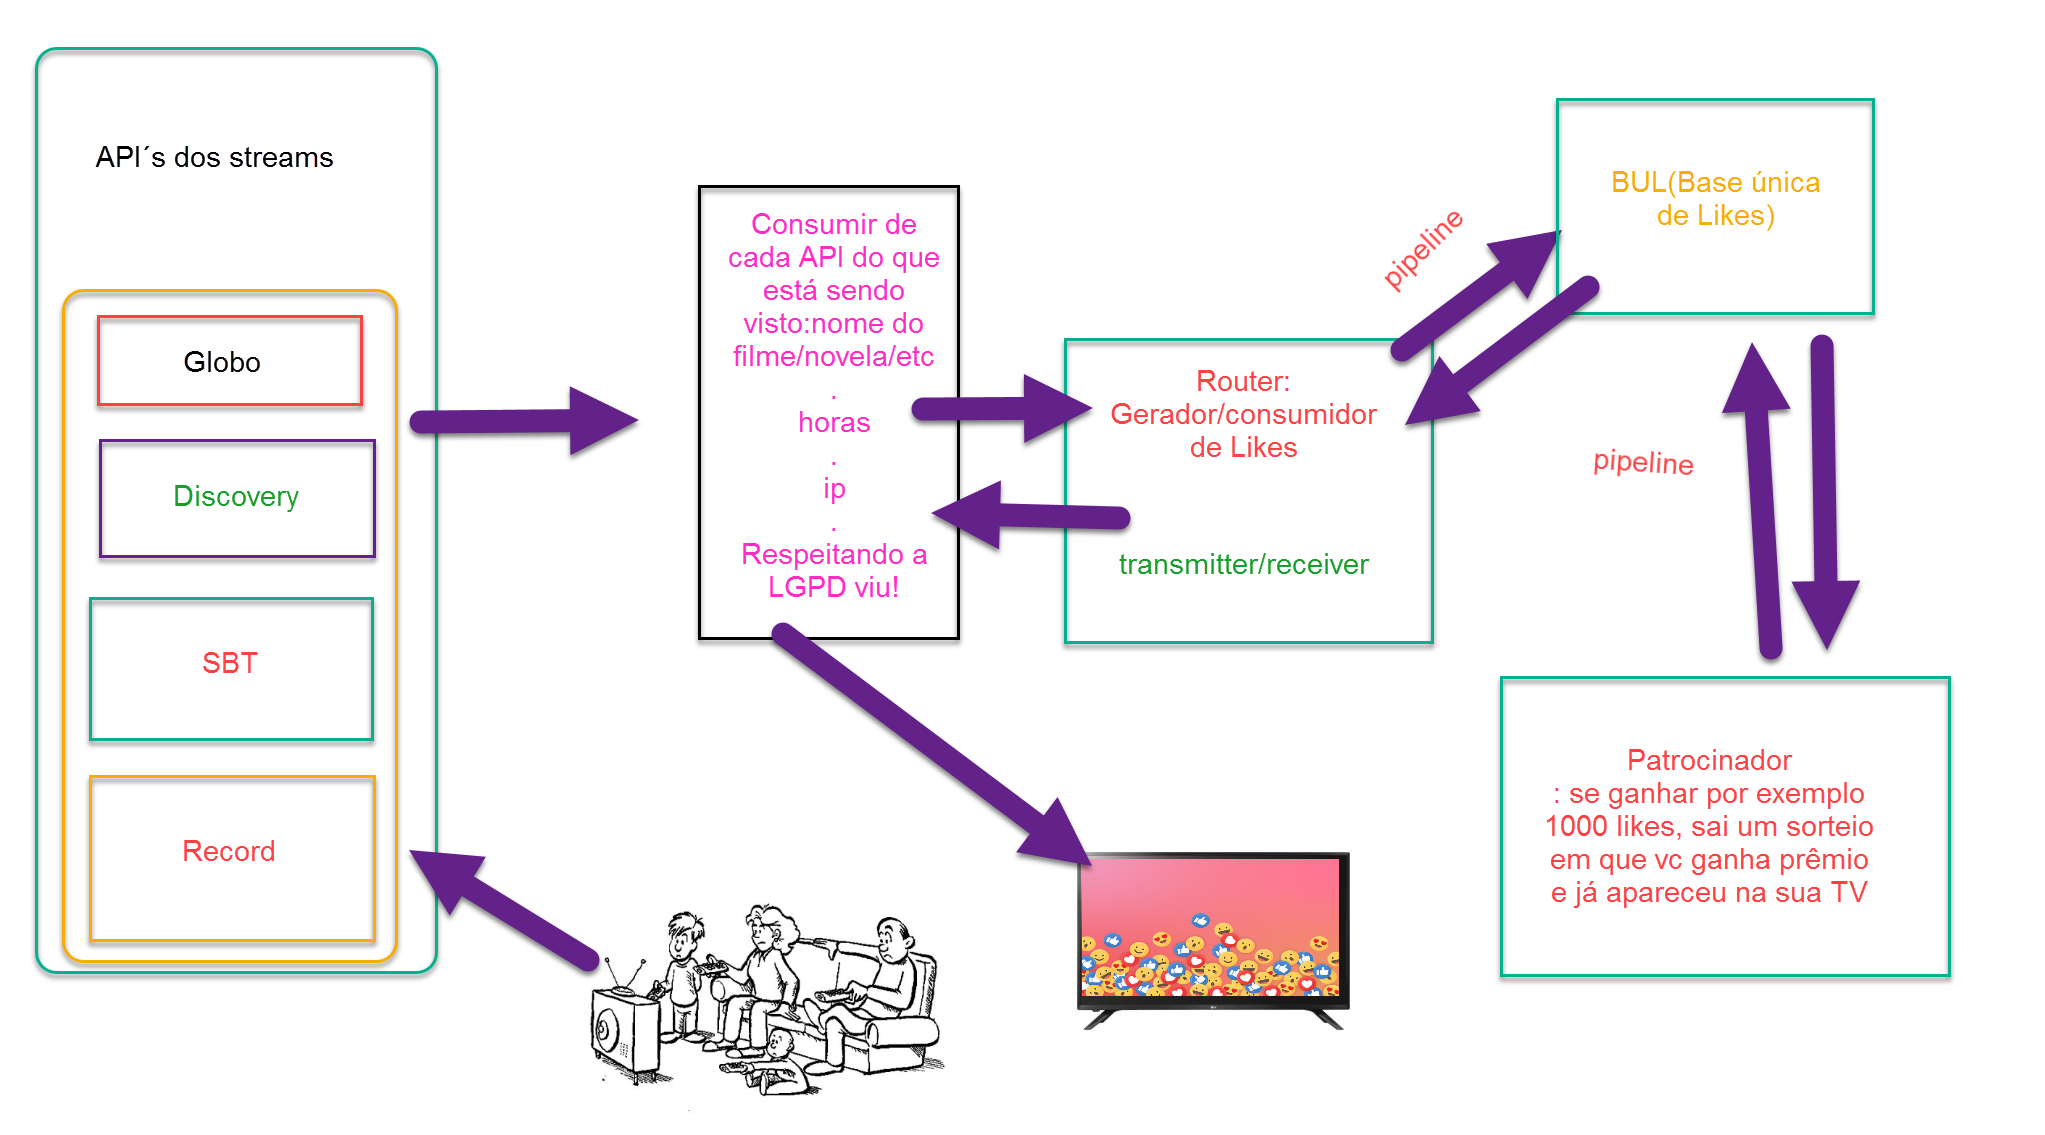 API´s dos streams
Globo
Discovery
SBT
Record
Consumir de
cada API do que
está sendo
visto:nome do
filme/novela/etc
.
horas
.
ip
.
Respeitando a
LGPD viu!
Router:
Gerador/consumidor
de Likes
transmitter/receiver
pipeline
BUL(Base única
de Likes)
pipeline
Patrocinador
: se ganhar por exemplo
1000 likes, sai um sorteio
em que vc ganha prêmio
e já apareceu na sua TV